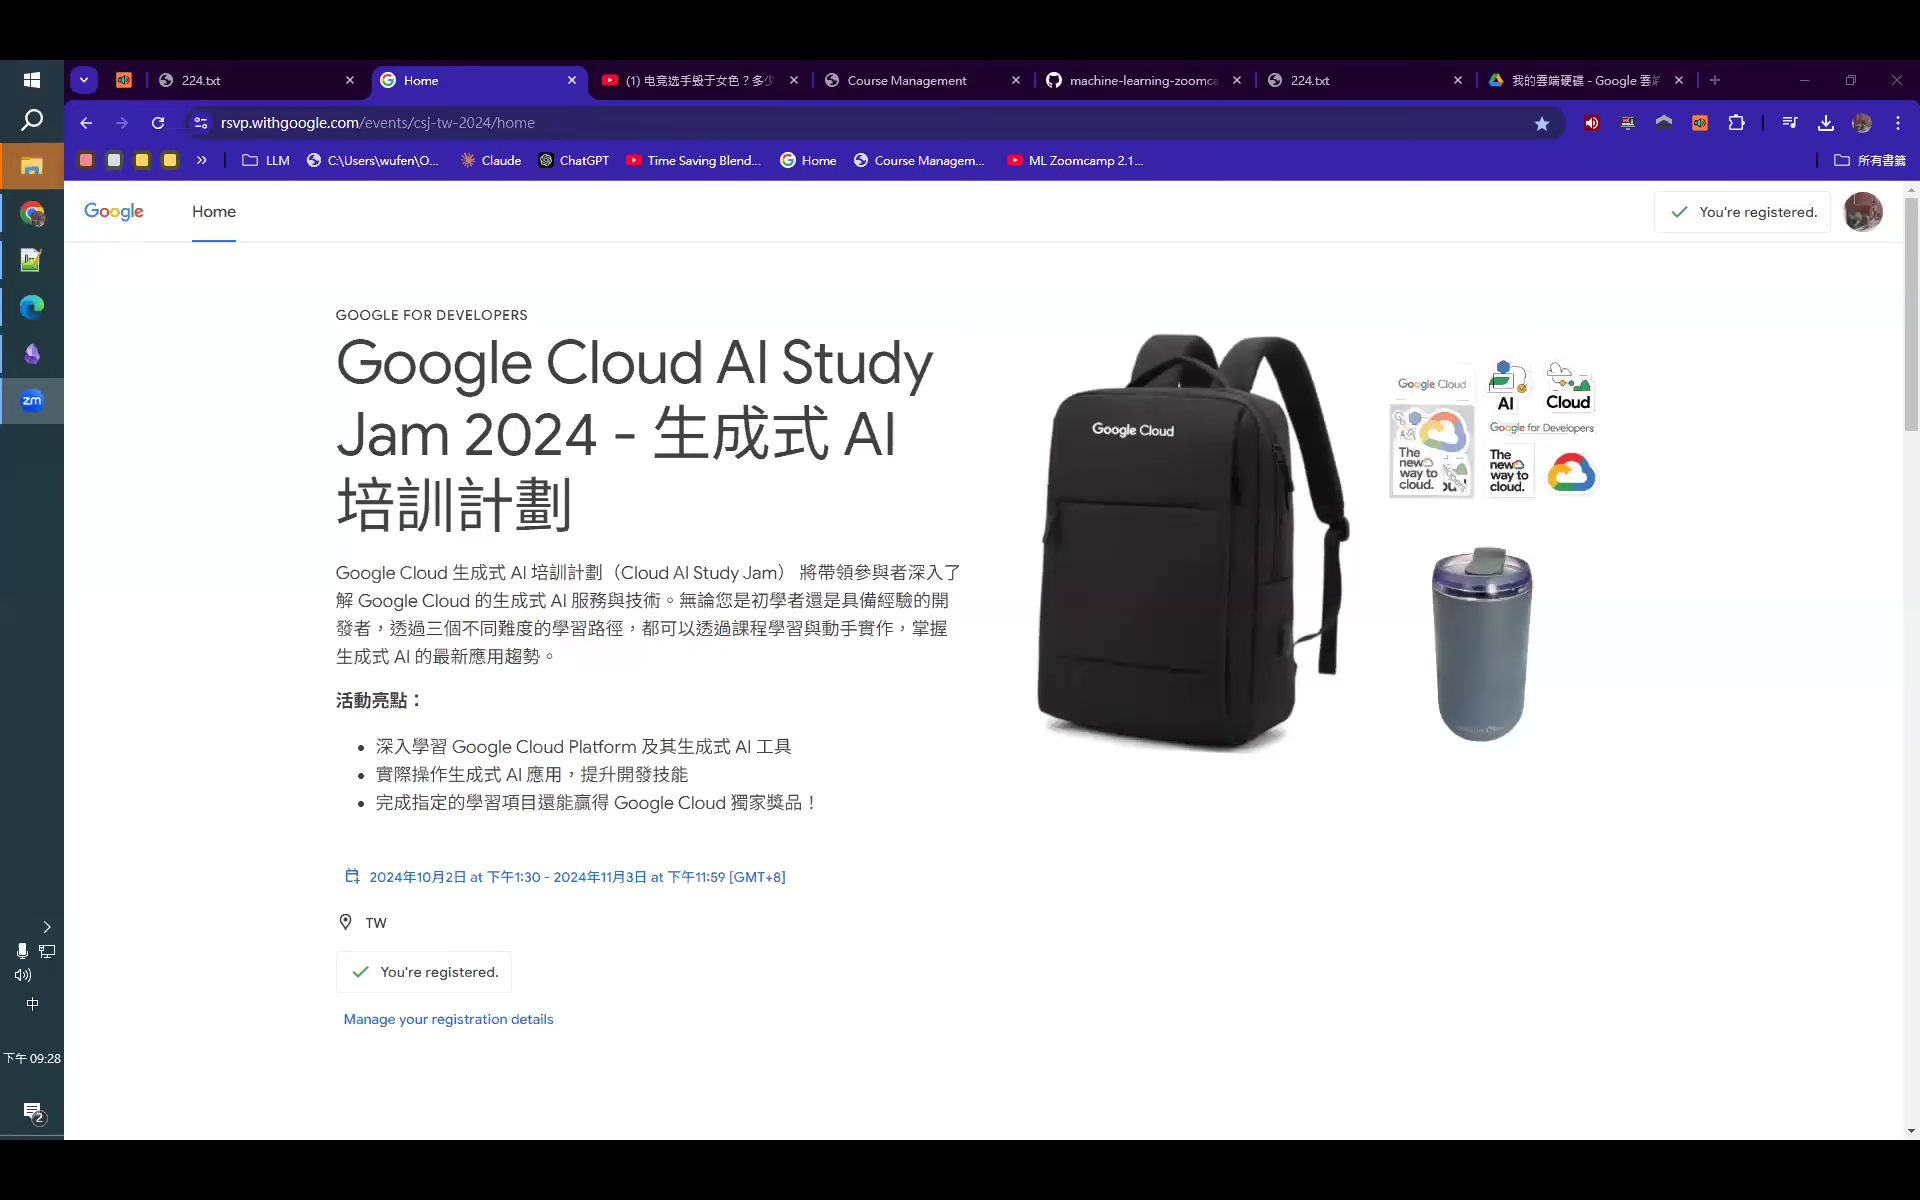 224.txt
Home
(1) 电竞选手毁于女色？多少
Course Management
machine-learning-zoomca
224.txt
我的雲端硬碟 - Google 雲端
rsvp.withgoogle.com/events/csj-tw-2024/home
LLM
C:\Users\wufen\O...
Claude
ChatGPT
Time Saving Blend...
Home
Course Managem...
ML Zoomcamp 2.1...
所有書籤
Google
Home
You're registered.
GOOGLE FOR DEVELOPERS
Google Cloud AI Study
Jam 2024 - 生成式 AI
培訓計劃
Google Cloud 生成式 AI 培訓計劃（Cloud AI Study Jam） 將帶領參與者深入了
解 Google Cloud 的生成式 AI 服務與技術。無論您是初學者還是具備經驗的開
發者，透過三個不同難度的學習路徑，都可以透過課程學習與動手實作，掌握
生成式 AI 的最新應用趨勢。
活動亮點：
深入學習 Google Cloud Platform 及其生成式 AI 工具
實際操作生成式 AI 應用，提升開發技能
完成指定的學習項目還能贏得 Google Cloud 獨家獎品！
2024年10月2日 at 下午1:30 - 2024年11月3日 at 下午11:59 [GMT+8]
TW
You're registered.
Manage your registration details
Google Cloud
Google Cloud
AI
Cloud
Google for Developers
The
new
way to
cloud.
The
new
way to
cloud.
zm
中
下午 09:28
2